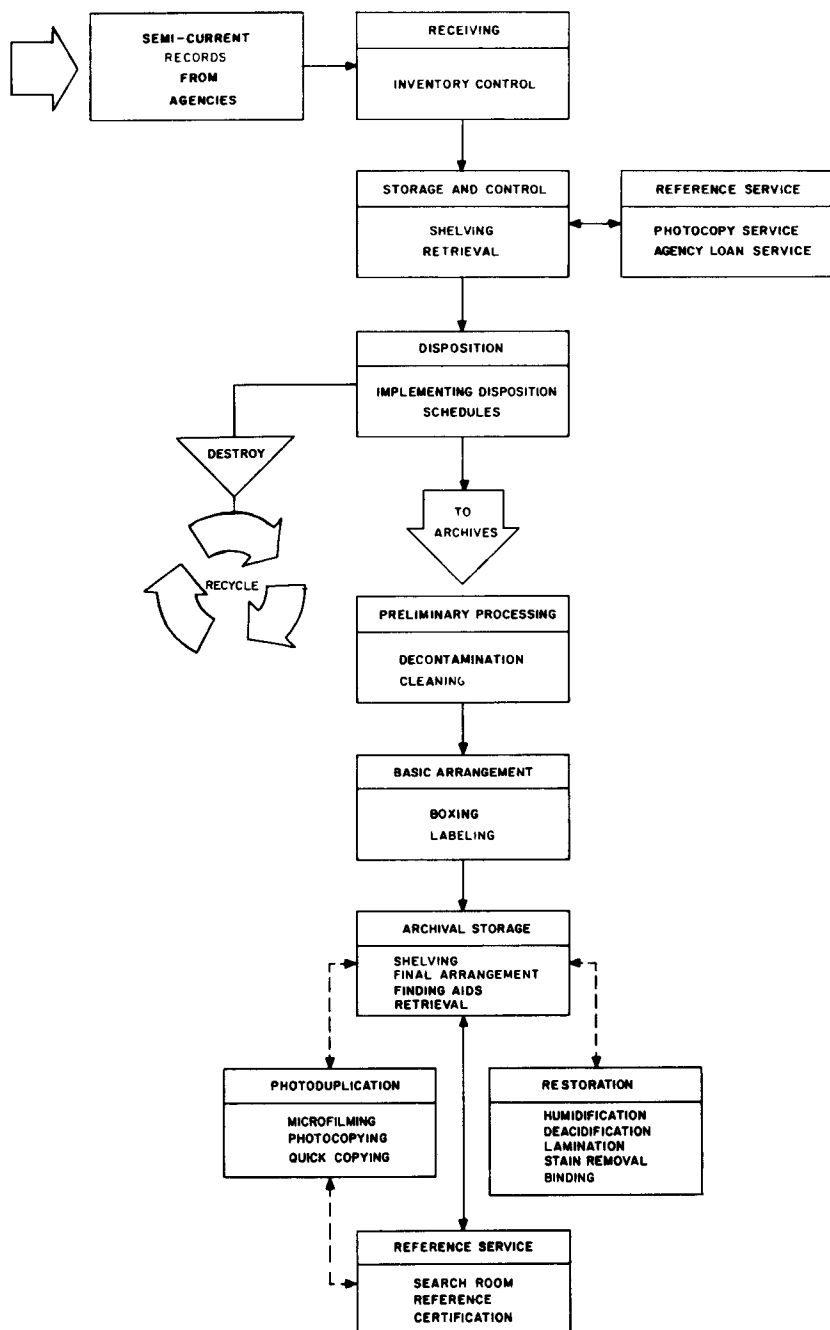 SEMI-CURRENT
RECORDS
FROM
AGENCIES
RECEIVING
INVENTORY CONTROL
STORAGE AND CONTROL
SHELVING
RETRIEVAL
REFERENCE SERVICE
PHOTOCOPY SERVICE
AGENCY LOAN SERVICE
DISPOSITION
IMPLEMENTING DISPOSITION
SCHEDULES
DESTROY
RECYCLE
TO
ARCHIVES
PRELIMINARY PROCESSING
DECONTAMINATION
CLEANING
BASIC ARRANGEMENT
BOXING
LABELING
ARCHIVAL STORAGE
SHELVING
FINAL ARRANGEMENT
FINDING AIDS
RETRIEVAL
PHOTODUPLICATION
MICROFILMING
PHOTOCOPYING
QUICK COPYING
RESTORATION
HUMIDIFICATION
DEACIDIFICATION
LAMINATION
STAIN REMOVAL
BINDING
REFERENCE SERVICE
SEARCH ROOM
REFERENCE
CERTIFICATION